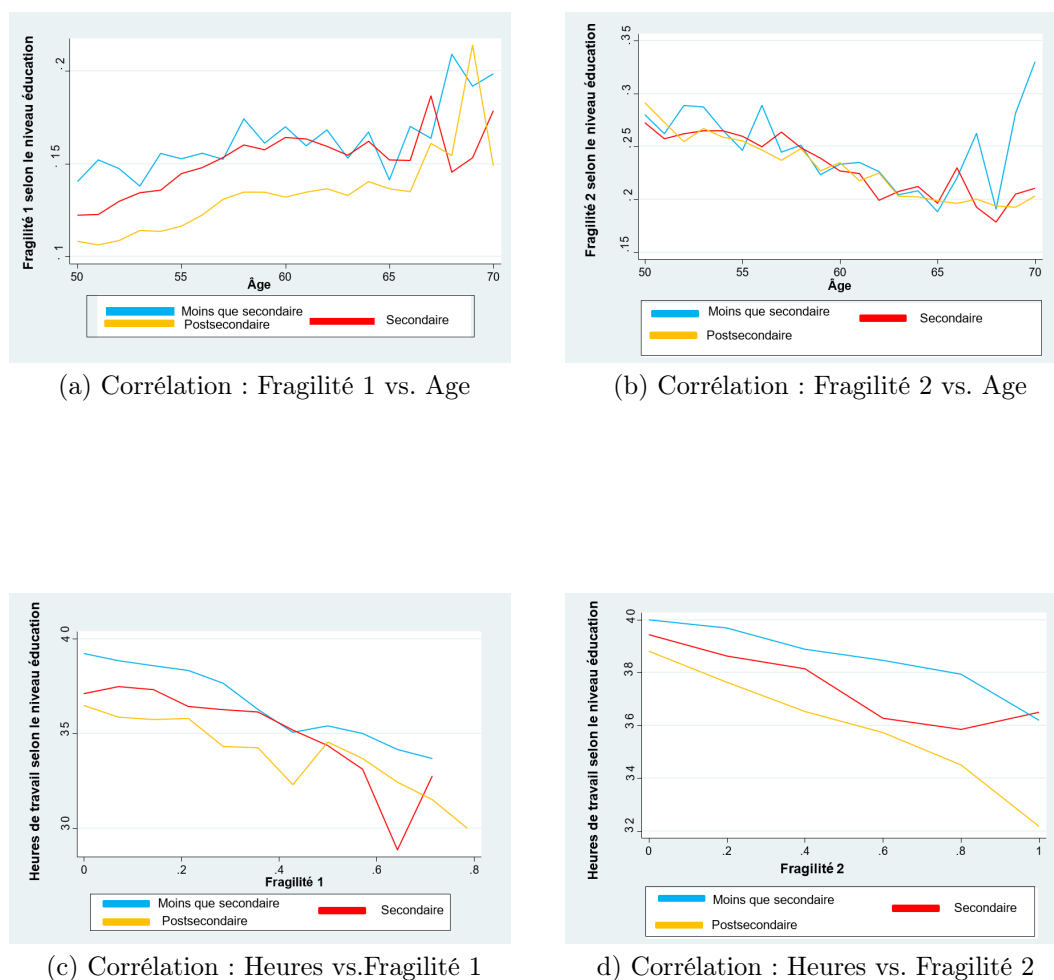 Fragilité 1 selon le niveau éducation
.1 .15 .2
50 55 60 65 70
Âge
Moins que secondaire
Secondaire
Postsecondaire
(a) Corrélation : Fragilité 1 vs. Age
Fragilité 2 selon le niveau éducation
.15 .2 .25 .3 .35
50 55 60 65 70
Âge
Moins que secondaire
Secondaire
Postsecondaire
(b) Corrélation : Fragilité 2 vs. Age
Heures de travail selon le niveau éducation
30 35 40
0 .2 .4 .6 .8
Fragilité 1
Moins que secondaire
Secondaire
Postsecondaire
(c) Corrélation : Heures vs.Fragilité 1
Heures de travail selon le niveau éducation
32 34 36 38 40
0 .2 .4 .6 .8 1
Fragilité 2
Moins que secondaire
Secondaire
Postsecondaire
d) Corrélation : Heures vs. Fragilité 2